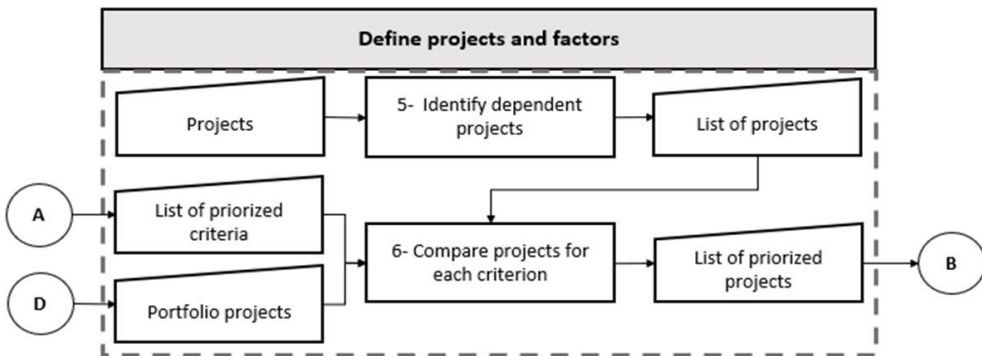 Define projects and factors
Projects
5- Identify dependent
projects
List of projects
A
List of priorized
criteria
6- Compare projects for
each criterion
List of priorized
projects
B
D
Portfolio projects